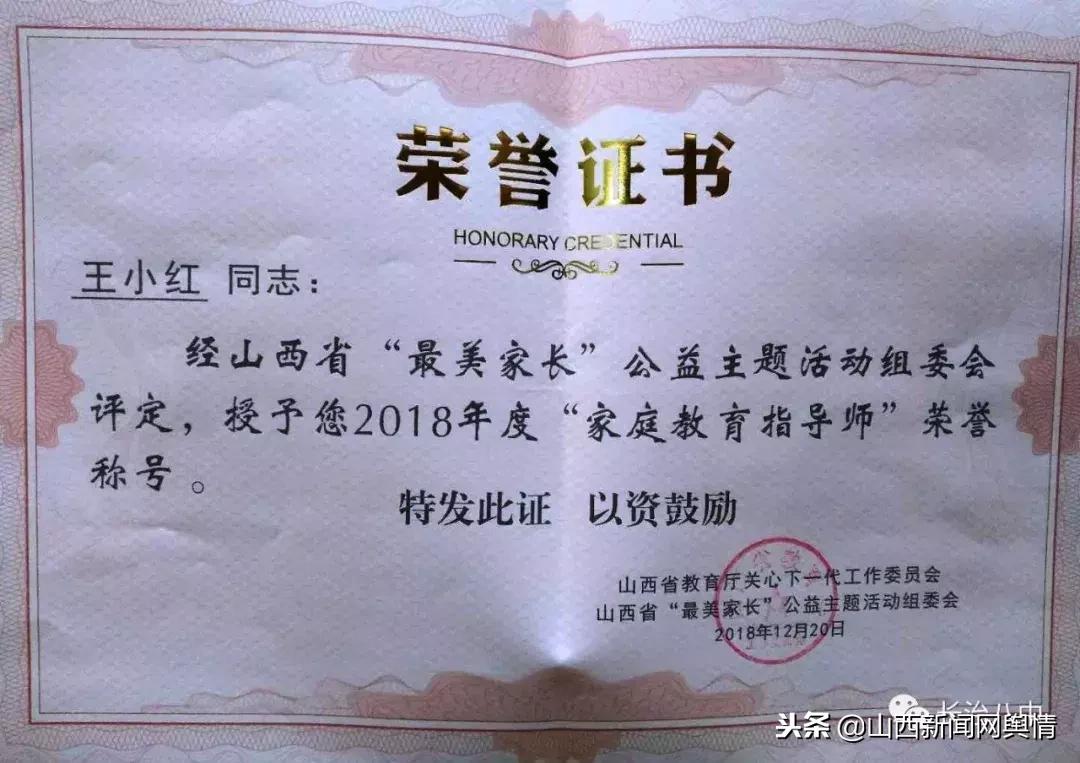 荣誉证书
HONORARY CREDENTIAL
王小红 同志：
经山西省“最美家长”公益主题活动组委会
评定，授予您2018年度“家庭教育指导师”荣誉
称号。
特发此证 以资鼓励
山西省教育厅关心下一代工作委员会
山西省“最美家长”公益主题活动组委会
2018年12月20日
长治八中
头条 @山西新闻网舆情